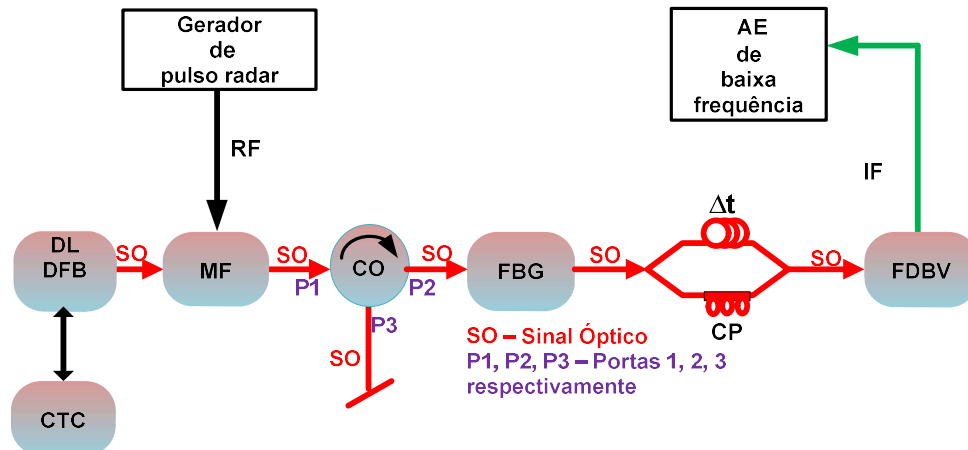 Gerador
de
pulso radar
AE
de
baixa
frequência
RF
IF
Δt
DL
DFB
SO
MF
SO
P1
CO
P2
SO
FBG
SO
SO
FDBV
P3
SO
CP
SO – Sinal Óptico
P1, P2, P3 – Portas 1, 2, 3
respectivamente
CTC